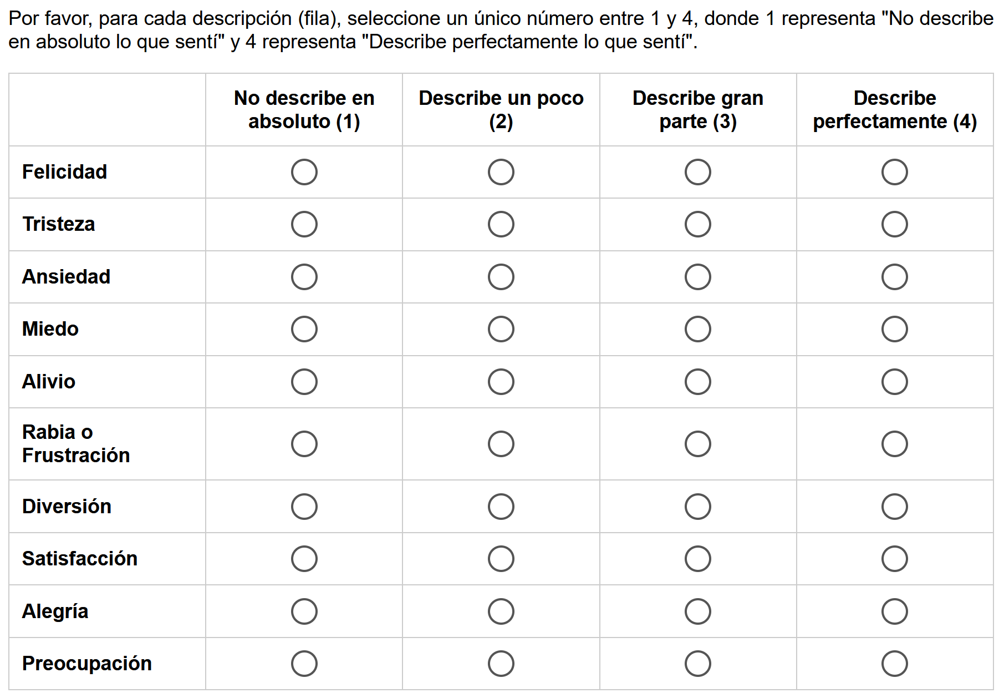 Por favor, para cada descripción (fila), seleccione un único número entre 1 y 4, donde 1 representa "No describe
en absoluto lo que sentí" y 4 representa "Describe perfectamente lo que sentí".
No describe en
absoluto (1)
Describe un poco
(2)
Describe gran
parte (3)
Describe
perfectamente (4)
Felicidad
Tristeza
Ansiedad
Miedo
Alivio
Rabia o
Frustración
Diversión
Satisfacción
Alegría
Preocupación